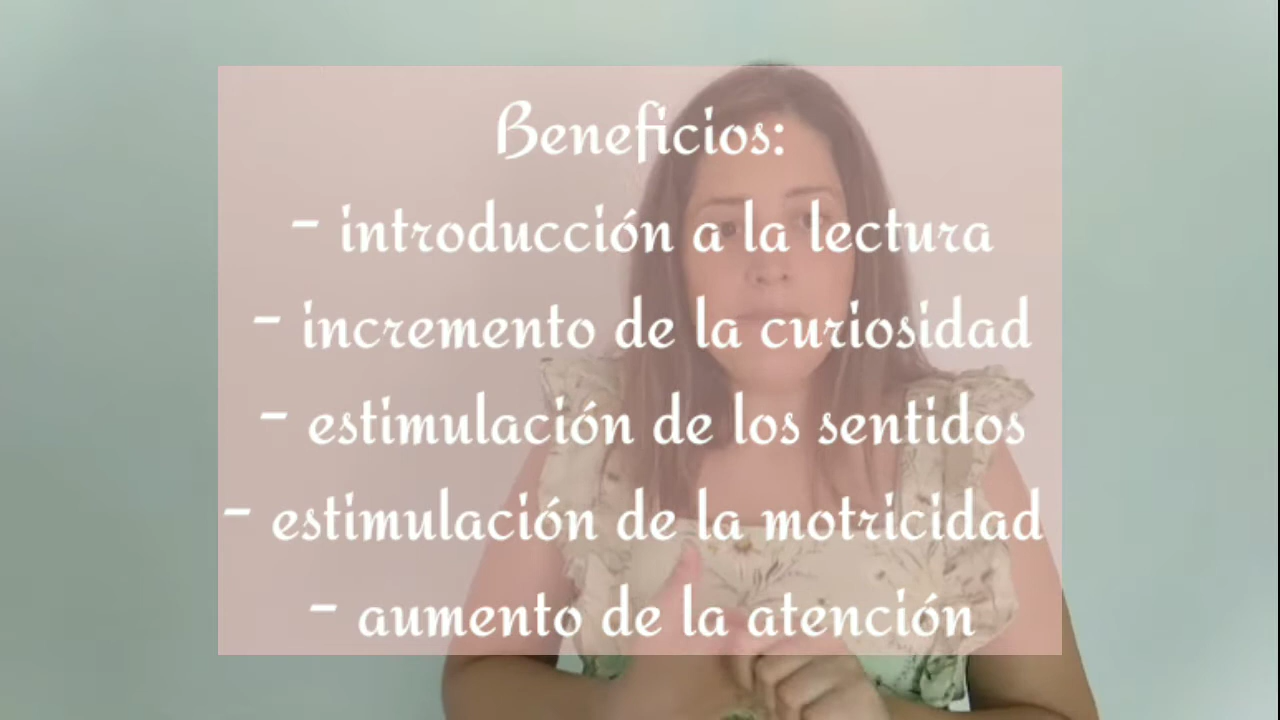 Beneficios:
- introducción a la lectura
- incremento de la curiosidad
- estimulación de los sentidos
- estimulación de la motricidad
- aumento de la atención